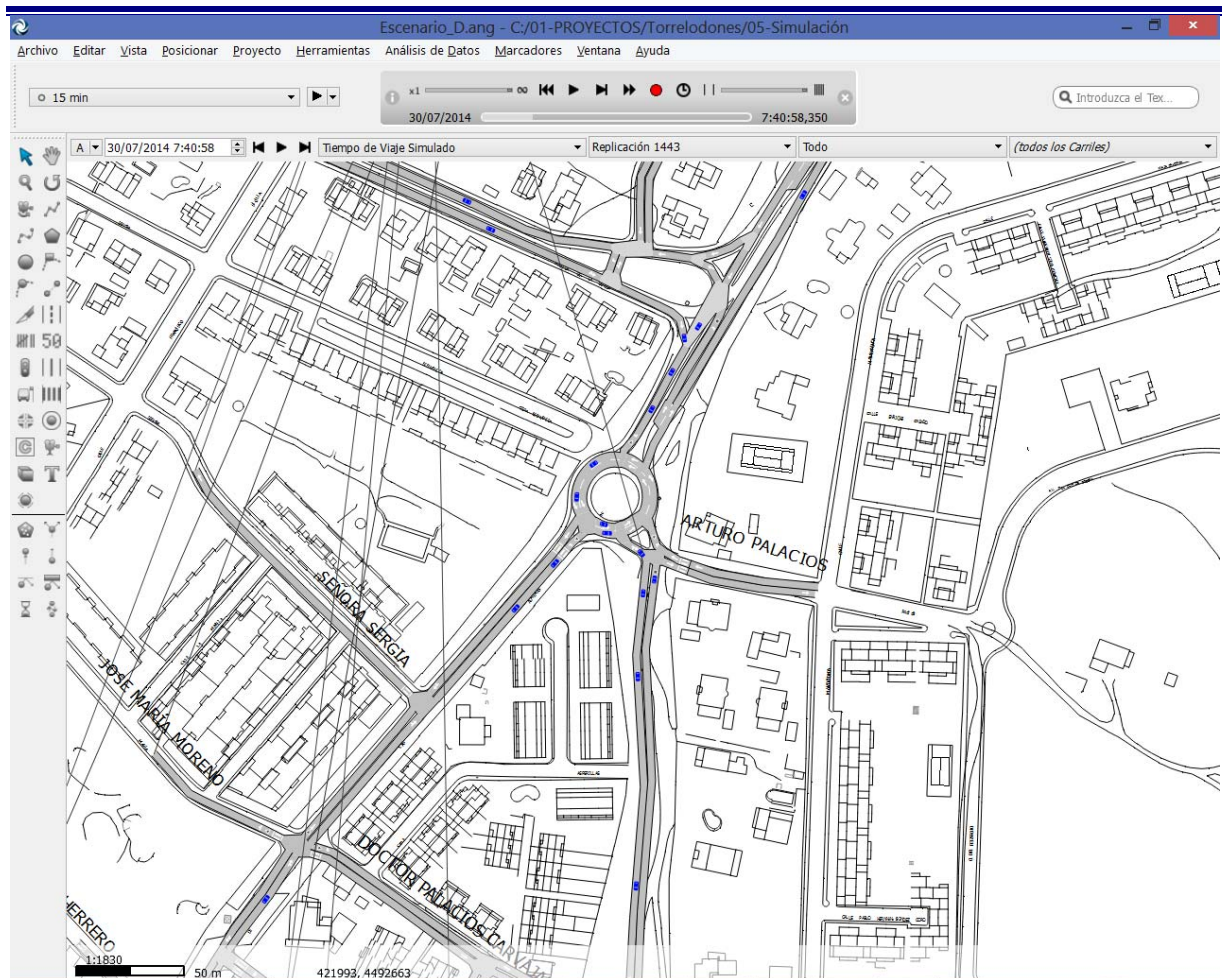 Escenario_D.ang - C:/01-PROYECTOS/Torrelodones/05-Simulación
Archivo Editar Vista Posicionar Proyecto Herramientas Análisis de Datos Marcadores Ventana Ayuda
15 min
x1
∞
30/07/2014
7:40:58,350
Introduzca el Tex...
A
30/07/2014 7:40:58
Tiempo de Viaje Simulado
Replicación 1443
Todo
(todos los Carriles)
50
ARTURO PALACIOS
SEÑORA SERGIA
JOSE MARÍA MORENO
DOCTOR PALACIOS CARVAJA
HERRERO
1:1830
50 m
421993, 4492663